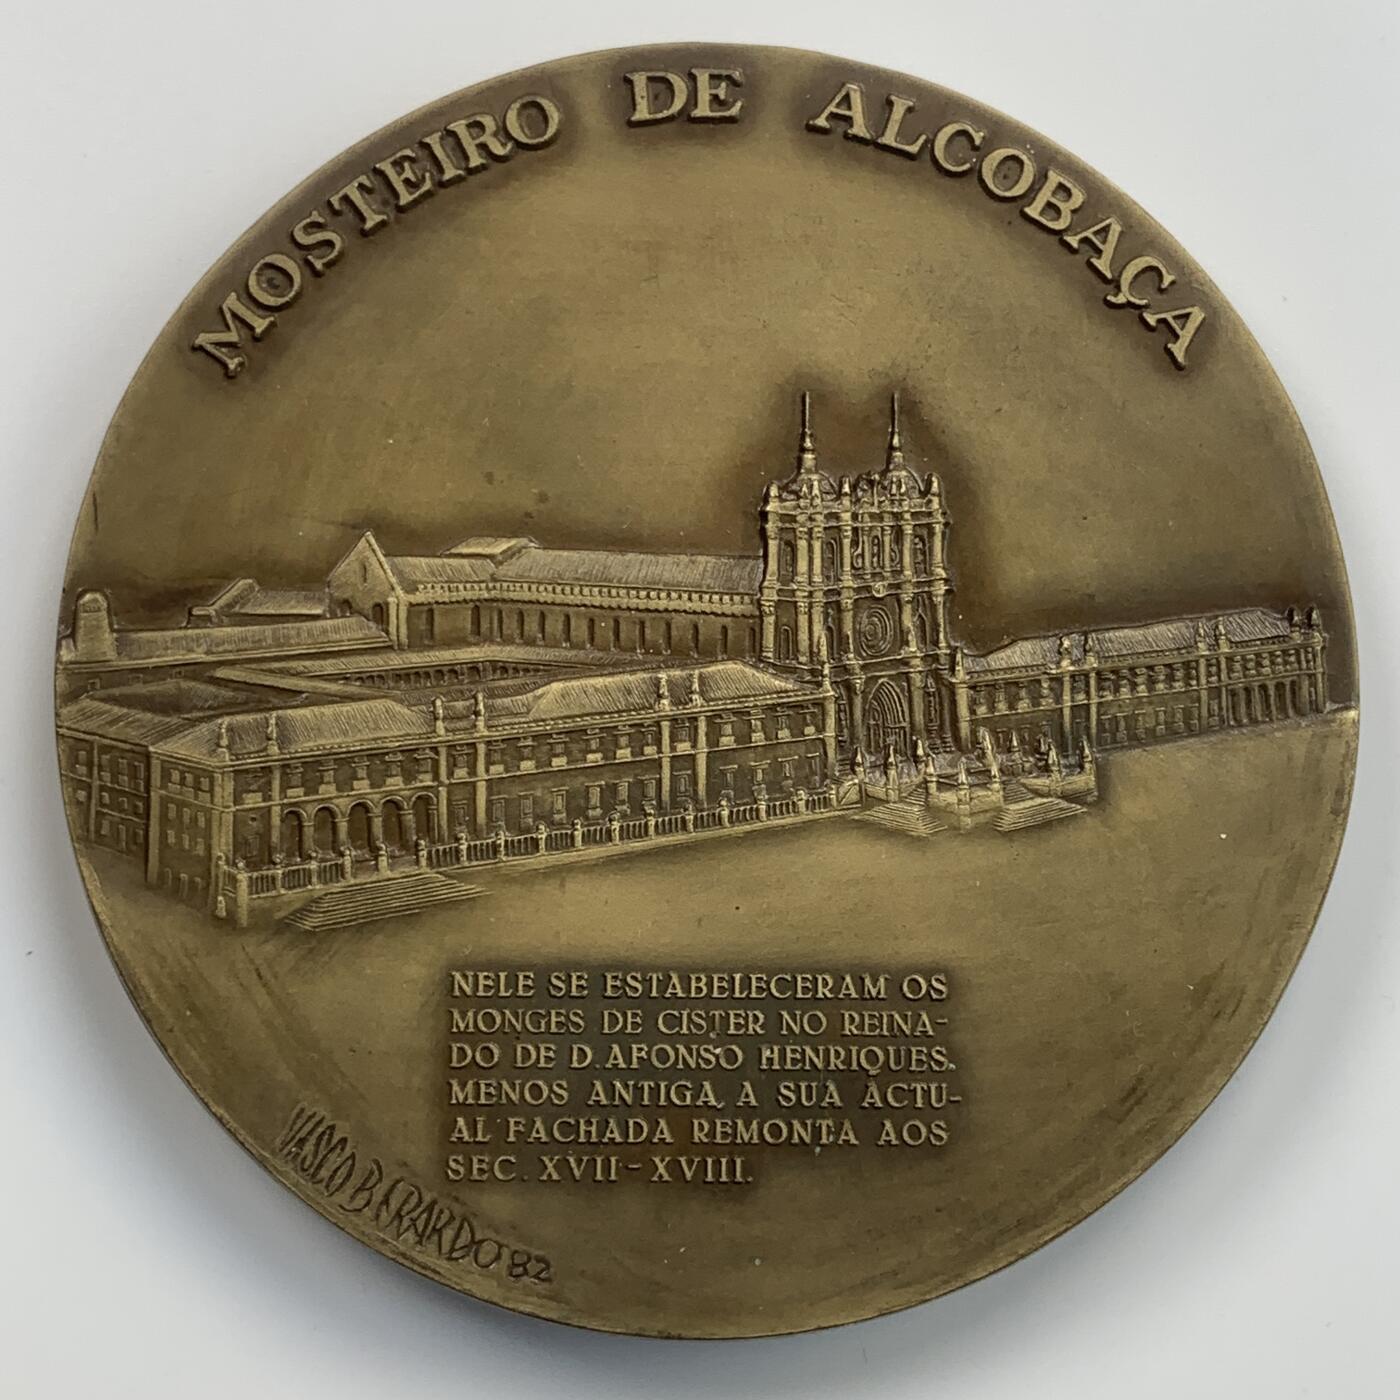 MOSTEIRO DE ALCOBAÇA
NELE SE ESTABELECERAM OS
MONGES DE CISTER NO REINA-
DO DE D. AFONSO HENRIQUES.
MENOS ANTIGA, A SUA ACTU-
AL FACHADA REMONTA AOS
SEC. XVII-XVIII.
VASCO BERARDO 82